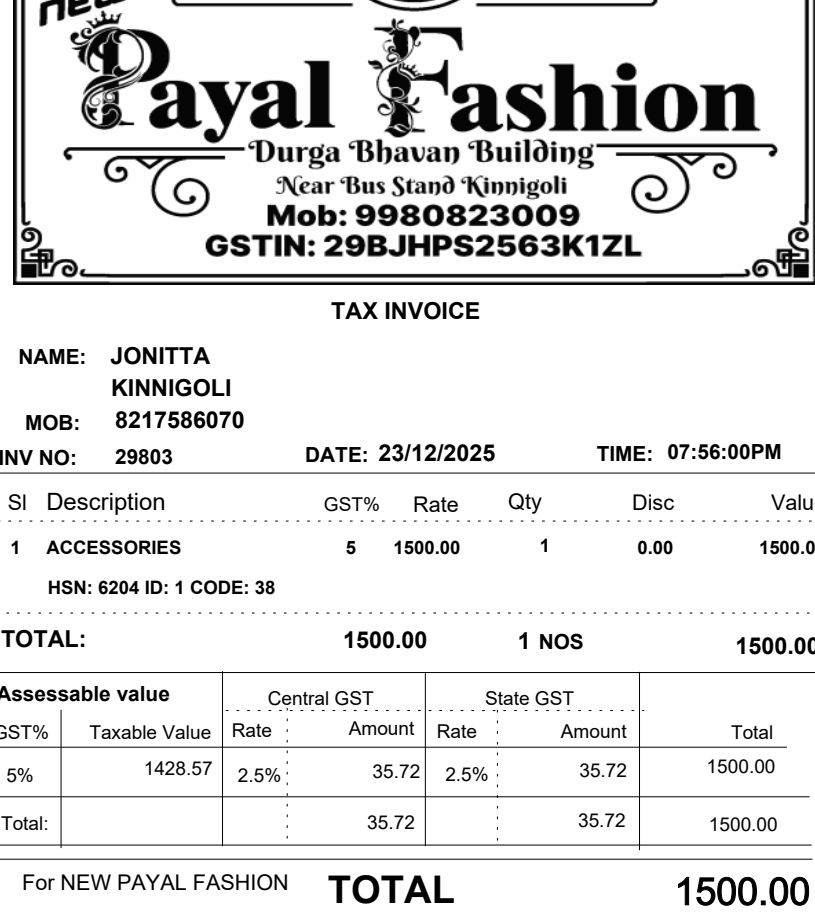 new
Payal Fashion
Durga Bhavan Building
Near Bus Stand Kinnigoli
Mob: 9980823009
GSTIN: 29BJHPS2563K1ZL
TAX INVOICE
NAME: JONITTA
KINNIGOLI
MOB: 8217586070
INV NO: 29803 DATE: 23/12/2025 TIME: 07:56:00PM
Sl Description GST% Rate Qty Disc Valu
1 ACCESSORIES 5 1500.00 1 0.00 1500.0
HSN: 6204 ID: 1 CODE: 38
TOTAL: 1500.00 1 NOS 1500.00
Assessable value Central GST State GST
GST% Taxable Value Rate Amount Rate Amount Total
5% 1428.57 2.5% 35.72 2.5% 35.72 1500.00
Total: 35.72 35.72 1500.00
For NEW PAYAL FASHION TOTAL 1500.00